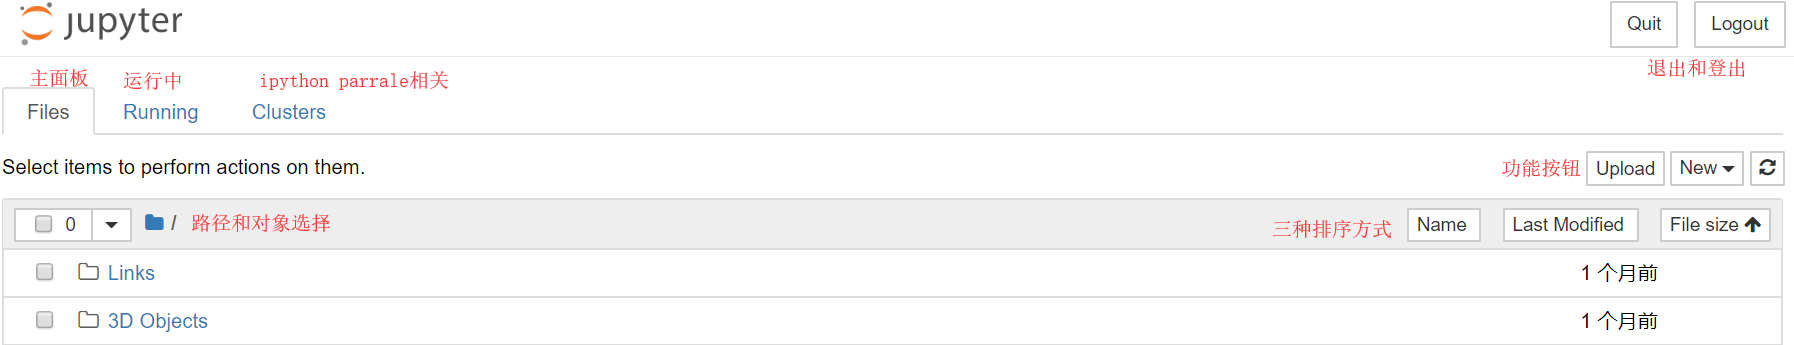 jupyter
Quit Logout
主面板 运行中 ipython parrale相关 退出和登出
Files Running Clusters
Select items to perform actions on them. 功能按钮 Upload New
0 / 路径和对象选择 三种排序方式 Name Last Modified File size
Links 1 个月前
3D Objects 1 个月前